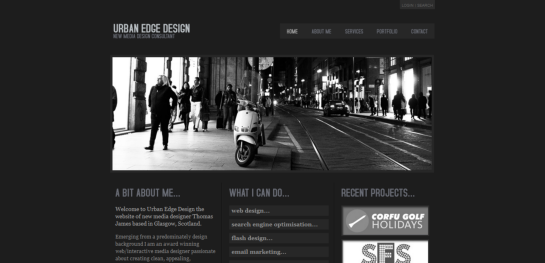 LOGIN | SEARCH
URBAN EDGE DESIGN
NEW MEDIA DESIGN CONSULTANT
HOME ABOUT ME SERVICES PORTFOLIO CONTACT
A BIT ABOUT ME...
Welcome to Urban Edge Design the
website of new media designer Thomas
James based in Glasgow, Scotland.
Emerging from a predominately design
background I am an award winning
web/interactive media designer passionate
about creating clean, appealing,
WHAT I CAN DO...
web design...
search engine optimisation...
flash design...
email marketing...
RECENT PROJECTS...
CORFU GOLF
HOLIDAYS
SFS